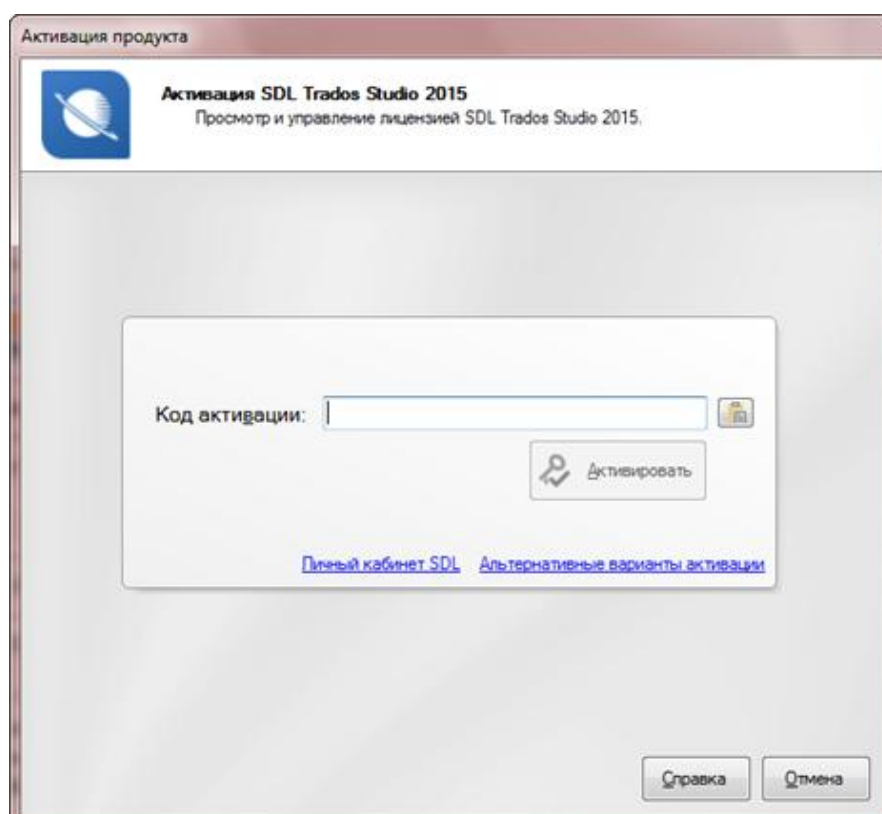 Активация продукта
Активация SDL Trados Studio 2015
Просмотр и управление лицензией SDL Trados Studio 2015.
Код активации:
Активировать
Личный кабинет SDL Альтернативные варианты активации
Справка Отмена